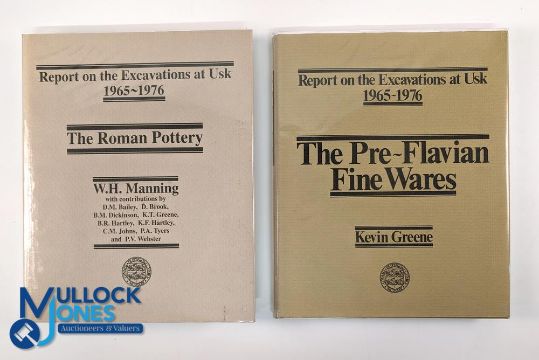 Report on the Excavations at Usk
1965~1976
The Roman Pottery
W.H. Manning
with contributions by
D.M. Bailey, D. Brook,
B.M. Dickinson, K.T. Greene,
B.R. Hartley, K.F. Hartley,
C.M. Johns, P.A. Tyers
and P.V. Webster
Report on the Excavations at Usk
1965-1976
The Pre~Flavian
Fine Wares
Kevin Greene
MULLOCK
JONES
Auctioneers & Valuers